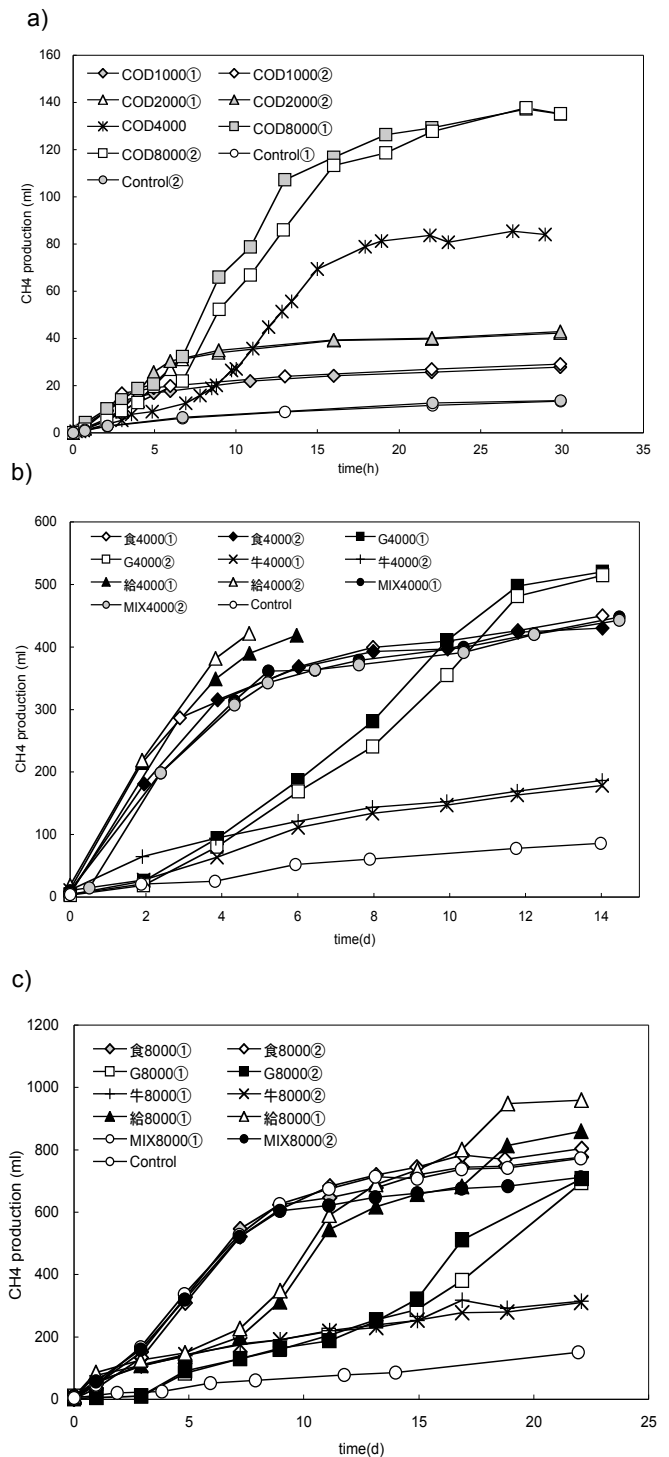 a)
160
140
120
100
80
60
40
20
0
CH4 production (ml)
COD1000① COD1000②
COD2000① COD2000②
COD4000 COD8000①
COD8000② Control①
Control②
0 5 10 15 20 25 30 35
time(h)
b)
600
500
400
300
200
100
0
CH4 production (ml)
食4000① 食4000② G4000①
G4000② 牛4000① 牛4000②
給4000① 給4000② MIX4000①
MIX4000② Control
0 2 4 6 8 10 12 14
time(d)
c)
1200
1000
800
600
400
200
0
CH4 production (ml)
食8000① 食8000②
G8000① G8000②
牛8000① 牛8000②
給8000① 給8000①
MIX8000① MIX8000②
Control
0 5 10 15 20 25
time(d)